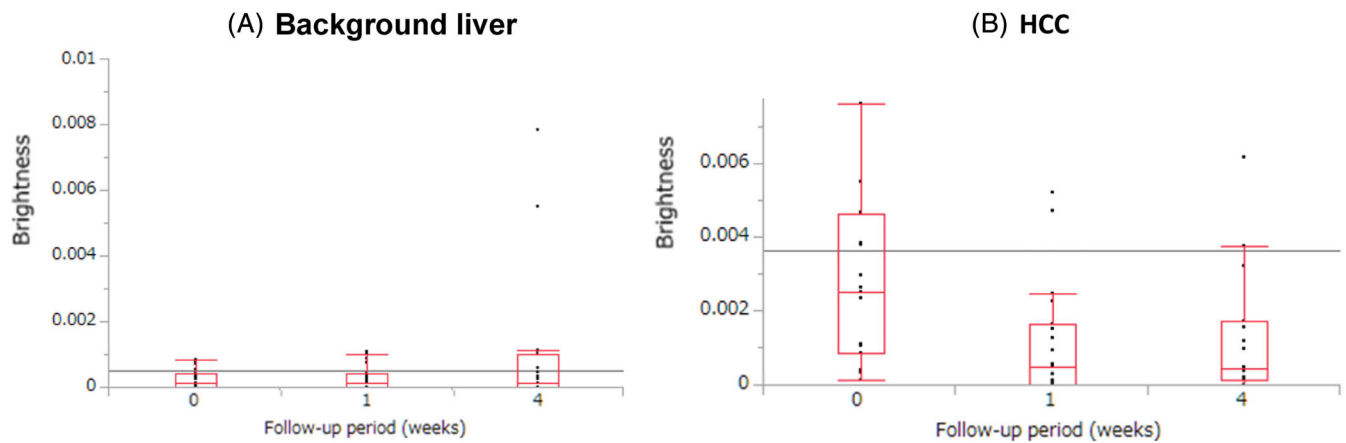 (A) Background liver
0.01
0.008
0.006
0.004
0.002
0
Brightness
0 1 4
Follow-up period (weeks)
(B) HCC
0.006
0.004
0.002
0
Brightness
0 1 4
Follow-up period (weeks)